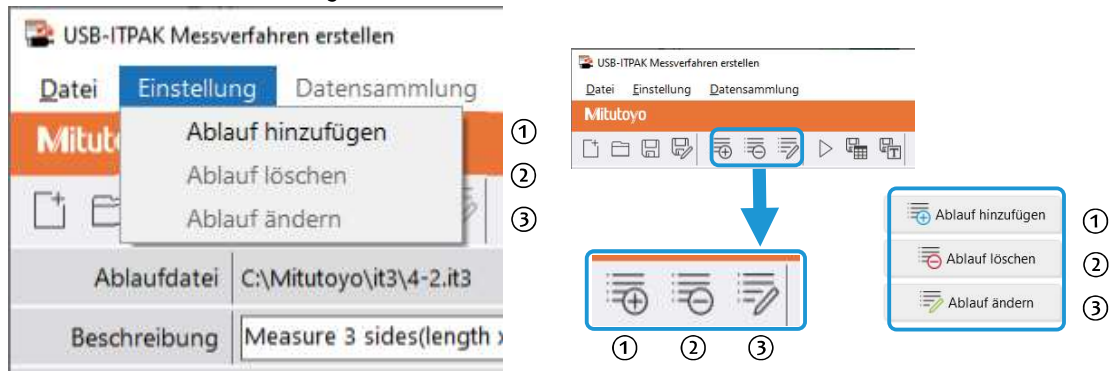 USB-ITPAK Messverfahren erstellen
Datei Einstellung Datensammlung
Ablauf hinzufügen ①
Ablauf löschen ②
Ablauf ändern ③
Ablaufdatei C:\Mitutoyo\it3\4-2.it3
Beschreibung Measure 3 sides(length
USB-ITPAK Messverfahren erstellen
Datei Einstellung Datensammlung
Mitutoyo
① ② ③
Ablauf hinzufügen ①
Ablauf löschen ②
Ablauf ändern ③